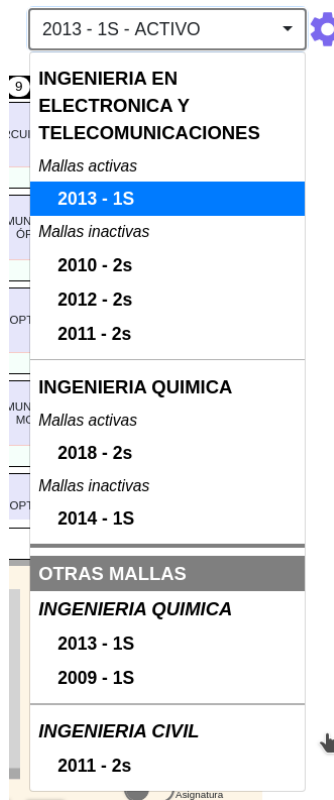 2013 - 1S - ACTIVO
9
INGENIERIA EN
ELECTRONICA Y
TELECOMUNICACIONES
Mallas activas
2013 - 1S
Mallas inactivas
2010 - 2s
2012 - 2s
2011 - 2s
INGENIERIA QUIMICA
Mallas activas
2018 - 2s
Mallas inactivas
2014 - 1S
OTRAS MALLAS
INGENIERIA QUIMICA
2013 - 1S
2009 - 1S
INGENIERIA CIVIL
2011 - 2s
Asignatura